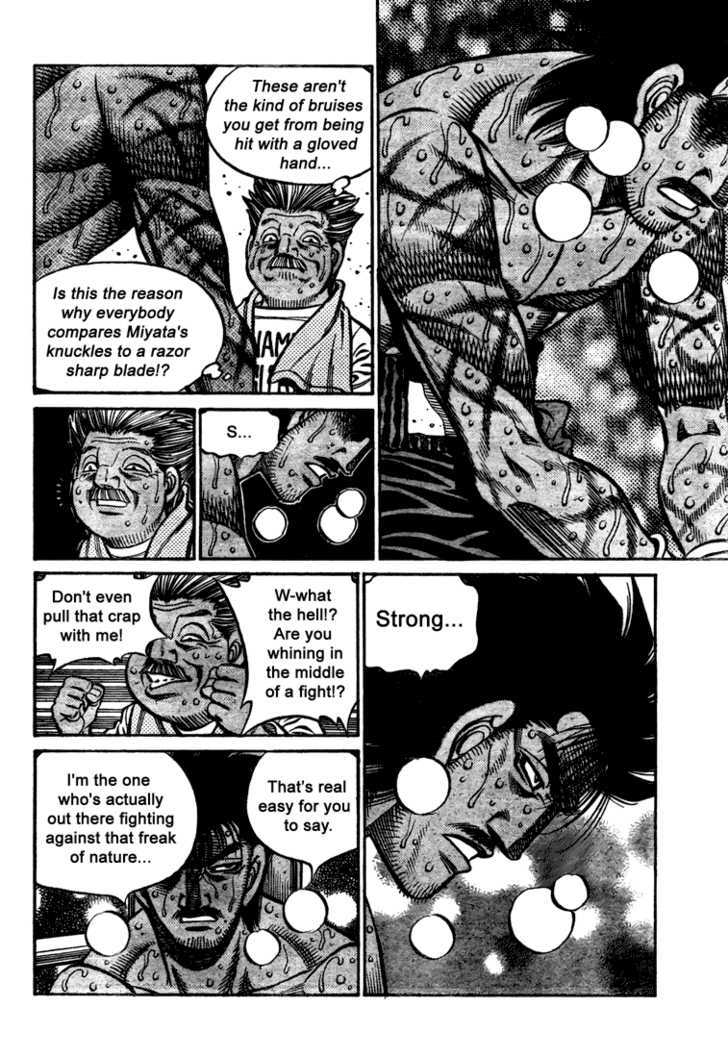 These aren't
the kind of bruises
you get from being
hit with a gloved
hand...
Is this the reason
why everybody
compares Miyata's
knuckles to a razor
sharp blade!?
NAM
S...
Strong...
W-what
the hell!?
Are you
whining in
the middle
of a fight!?
Don't even
pull that crap
with me!
That's real
easy for you
to say.
I'm the one
who's actually
out there fighting
against that freak
of nature...